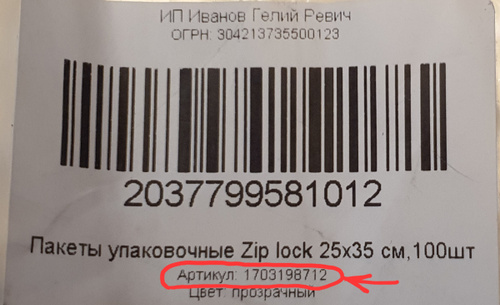 ИП Иванов Гелий Ревич
ОГРН: 304213735500123
2037799581012
Пакеты упаковочные Zip lock 25x35 см,100шт
Артикул: 1703198712
Цвет: прозрачный